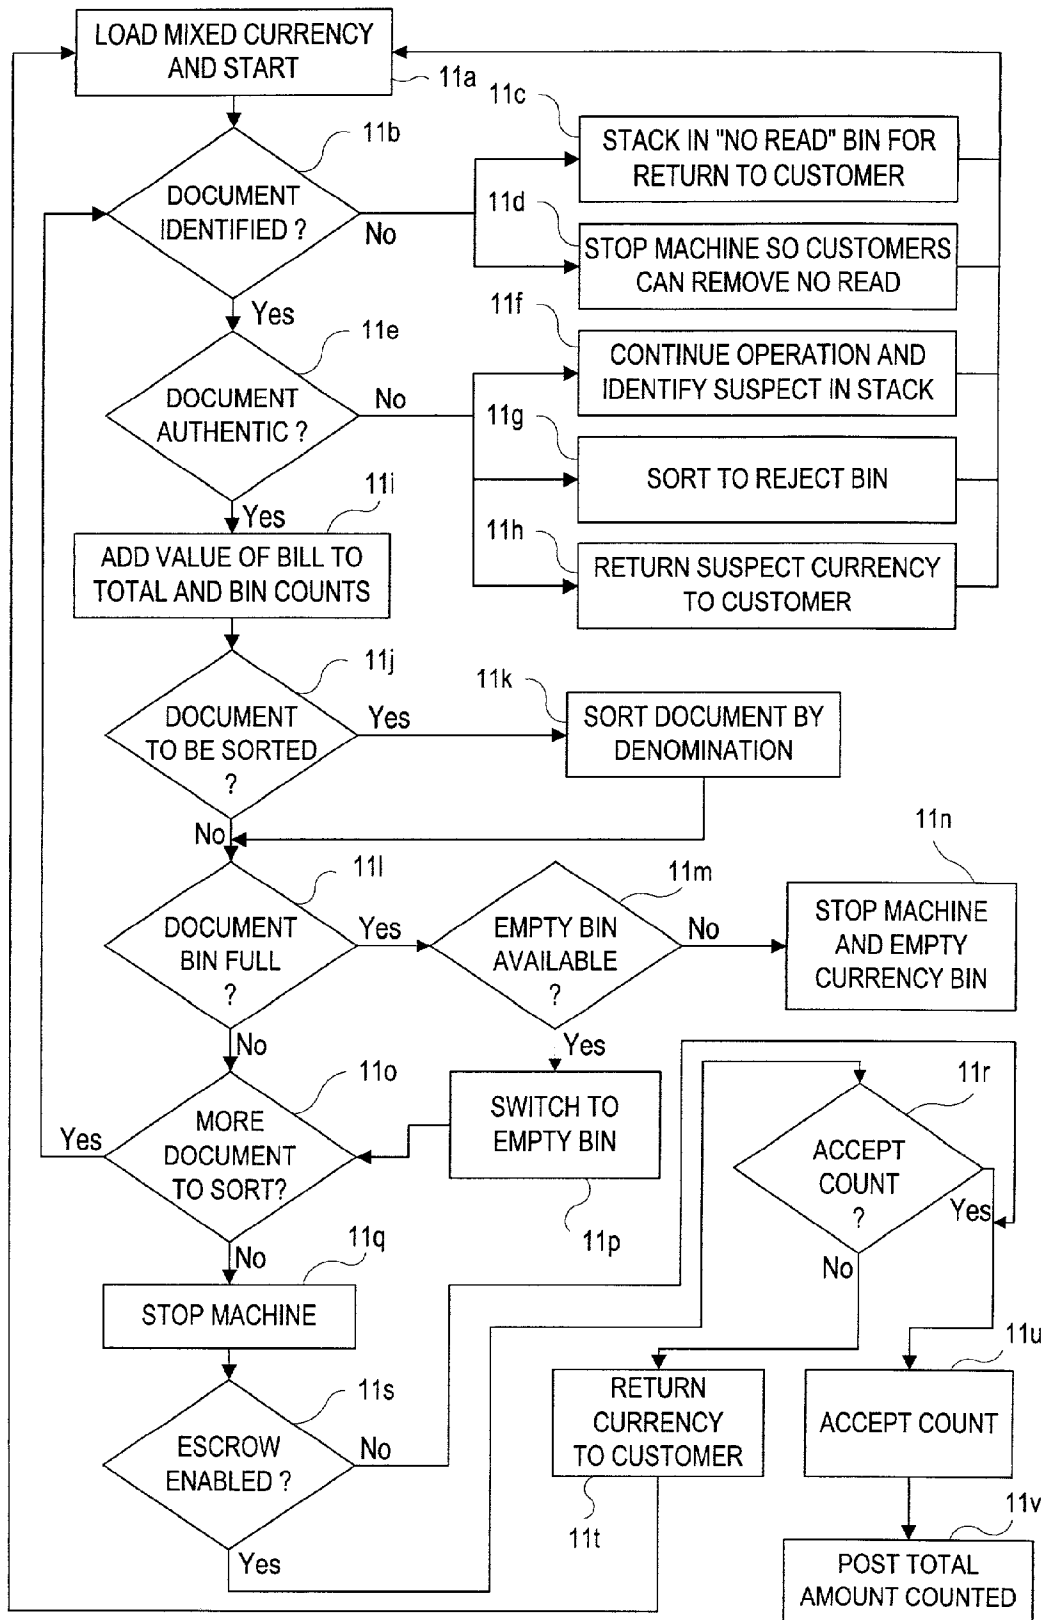 LOAD MIXED CURRENCY
AND START
11a
11b
DOCUMENT
IDENTIFIED ?
No
Yes
11c
STACK IN "NO READ" BIN FOR
RETURN TO CUSTOMER
11d
STOP MACHINE SO CUSTOMERS
CAN REMOVE NO READ
11e
DOCUMENT
AUTHENTIC ?
No
Yes
11f
CONTINUE OPERATION AND
IDENTIFY SUSPECT IN STACK
11g
SORT TO REJECT BIN
11h
RETURN SUSPECT CURRENCY
TO CUSTOMER
11i
ADD VALUE OF BILL TO
TOTAL AND BIN COUNTS
11j
DOCUMENT
TO BE SORTED
?
Yes
No
11k
SORT DOCUMENT BY
DENOMINATION
11l
DOCUMENT
BIN FULL
?
Yes
No
11m
EMPTY BIN
AVAILABLE
?
No
Yes
11n
STOP MACHINE
AND EMPTY
CURRENCY BIN
11o
MORE
DOCUMENT
TO SORT?
Yes
No
SWITCH TO
EMPTY BIN
11p
11r
ACCEPT
COUNT
?
Yes
No
11q
STOP MACHINE
11s
ESCROW
ENABLED ?
No
Yes
RETURN
CURRENCY
TO CUSTOMER
11t
11u
ACCEPT COUNT
11v
POST TOTAL
AMOUNT COUNTED